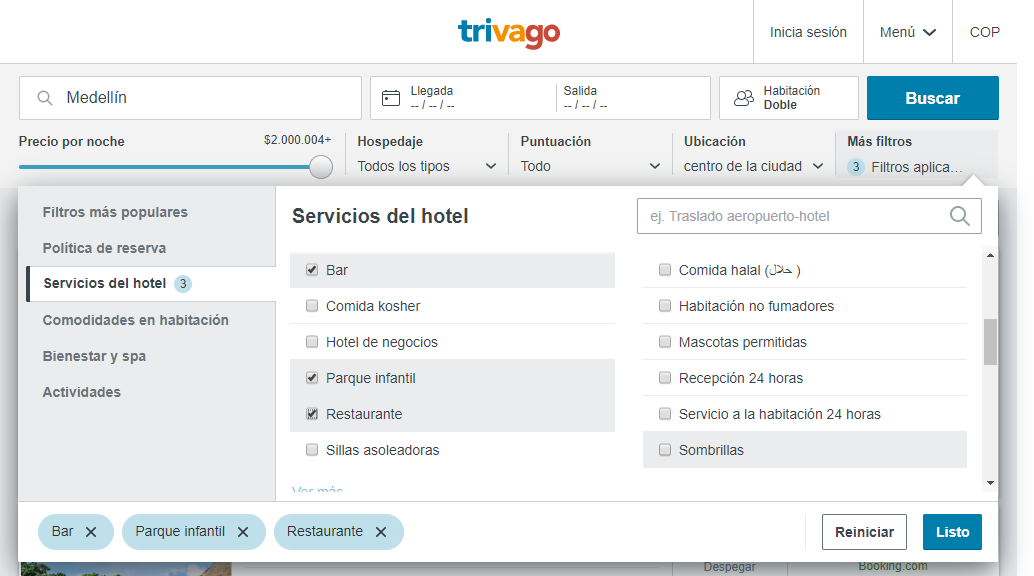 trivago
Inicia sesión
Menú
COP
Medellín
Llegada
-- / -- / --
Salida
-- / -- / --
Habitación
Doble
Buscar
Precio por noche
$2.000.004+
Hospedaje
Todos los tipos
Puntuación
Todo
Ubicación
centro de la ciudad
Más filtros
3 Filtros aplica...
Filtros más populares
Política de reserva
Servicios del hotel 3
Comodidades en habitación
Bienestar y spa
Actividades
Servicios del hotel
ej. Traslado aeropuerto-hotel
Bar
Comida kosher
Hotel de negocios
Parque infantil
Restaurante
Sillas asoleadoras
Ver más
Comida halal (حلال)
Habitación no fumadores
Mascotas permitidas
Recepción 24 horas
Servicio a la habitación 24 horas
Sombrillas
Bar
Parque infantil
Restaurante
Reiniciar
Listo
Despegar
Booking.com